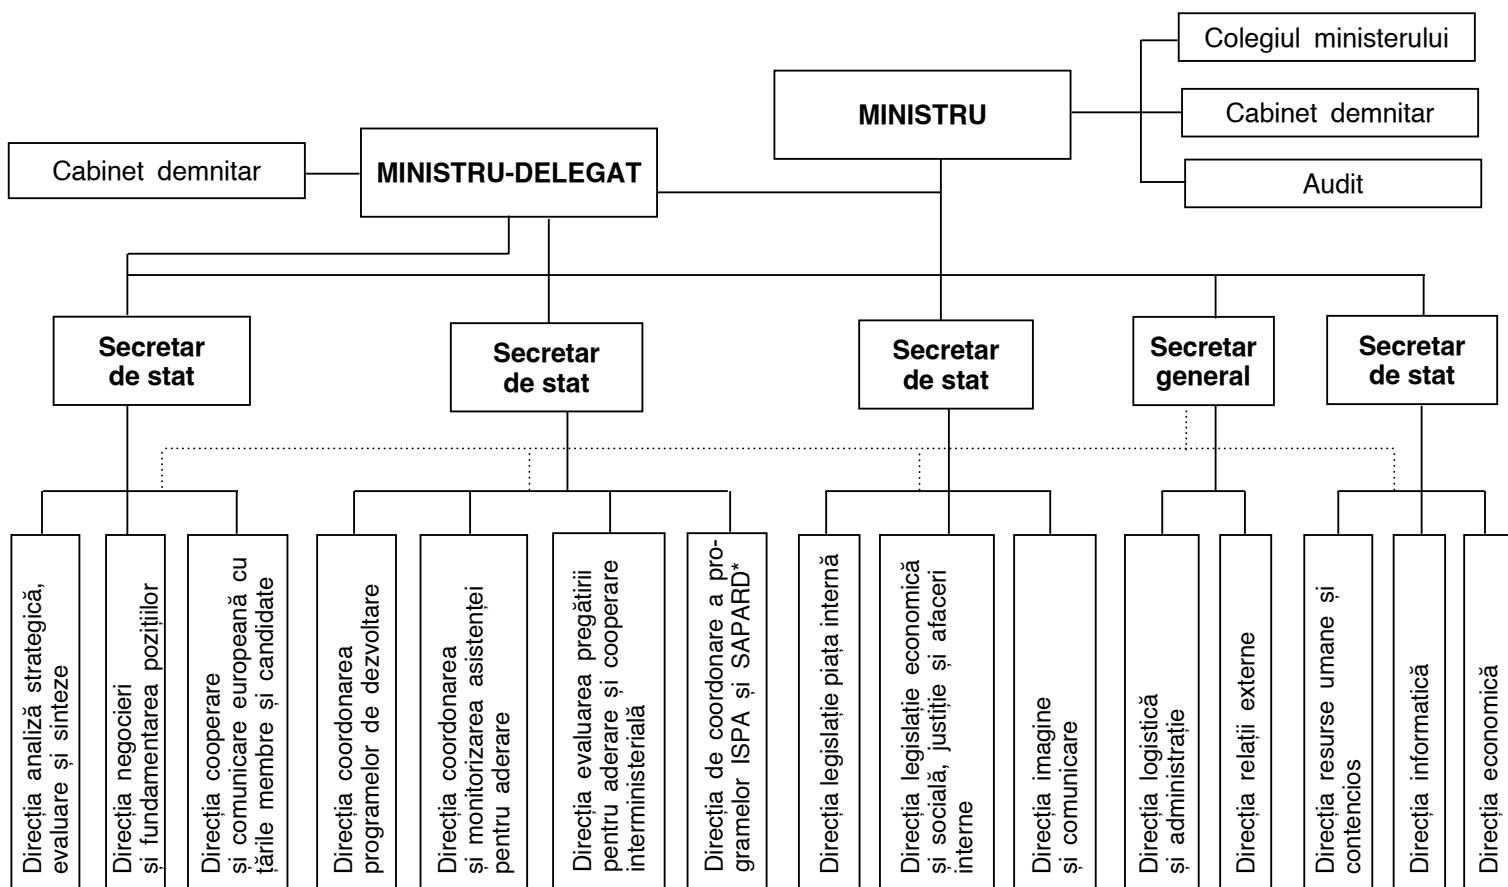 Colegiul ministerului
MINISTRU
Cabinet demnitar
Audit
Cabinet demnitar
MINISTRU-DELEGAT
Secretar
de stat
Secretar
de stat
Secretar
de stat
Secretar
general
Secretar
de stat
Direcția analiză strategică,
evaluare și sinteze
Direcția negocieri
și fundamentarea pozițiilor
Direcția cooperare
și comunicare europeană cu
țările membre și candidate
Direcția coordonarea
programelor de dezvoltare
Direcția coordonarea
și monitorizarea asistenței
pentru aderare
Direcția evaluarea pregătirii
pentru aderare și cooperare
interministerială
Direcția de coordonare a pro-
gramelor ISPA și SAPARD*
Direcția legislație piața internă
Direcția legislație economică
și socială, justiție și afaceri
interne
Direcția imagine
și comunicare
Direcția logistică
și administrație
Direcția relații externe
Direcția resurse umane și
contencios
Direcția informatică
Direcția economică